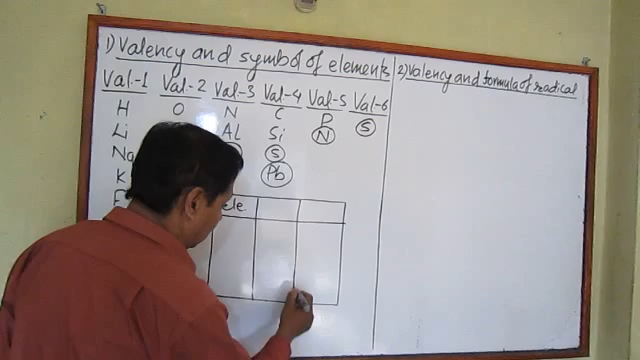 1) Valency and symbol of elements
2) Valency and formula of radical
Val.-1 Val.-2 Val.-3 Val.-4 Val.-5 Val.-6
H O N C P S
Li Al Si N
Na S
K Pb
ele.